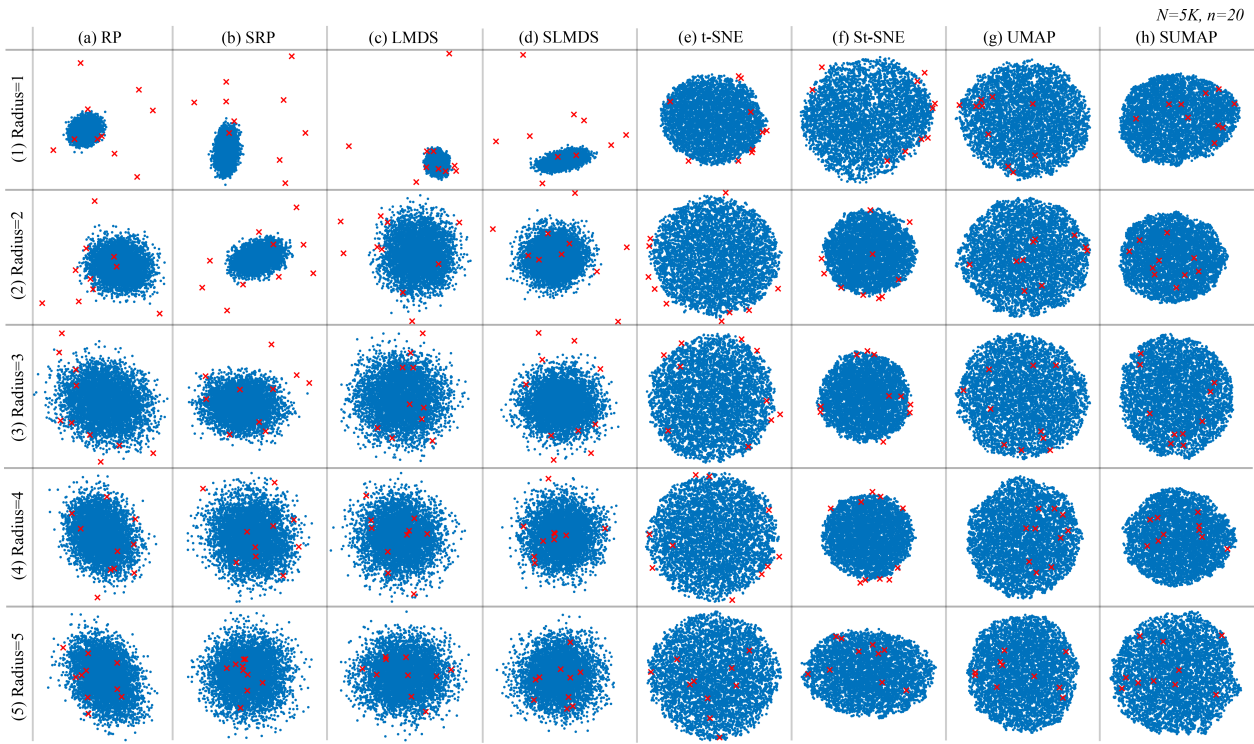 N=5K, n=20
(a) RP (b) SRP (c) LMDS (d) SLMDS (e) t-SNE (f) St-SNE (g) UMAP (h) SUMAP
(1) Radius=1
(2) Radius=2
(3) Radius=3
(4) Radius=4
(5) Radius=5